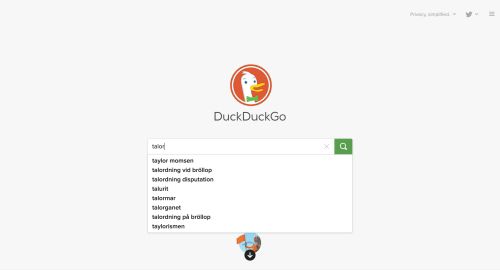 Privacy, simplified.
DuckDuckGo
talor
taylor momsen
talordning vid bröllop
talordning disputation
talurit
talormar
talorganet
talordning på bröllop
taylorismen